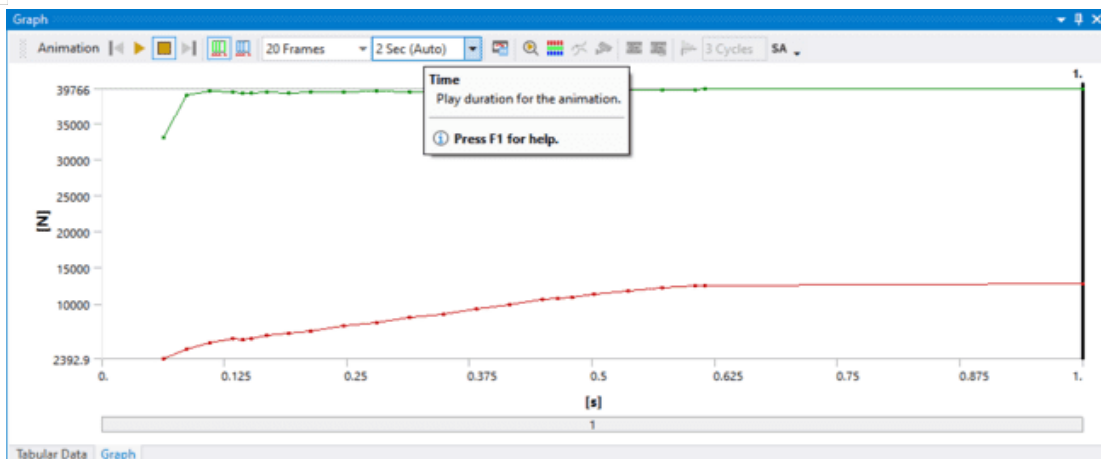 Graph
Animation 20 Frames 2 Sec (Auto) 3 Cycles SA
Time
Play duration for the animation.
Press F1 for help.
1.
39766
35000
30000
25000
20000
15000
10000
2392.9
[N]
0. 0.125 0.25 0.375 0.5 0.625 0.75 0.875 1.
[s]
1
Tabular Data Graph